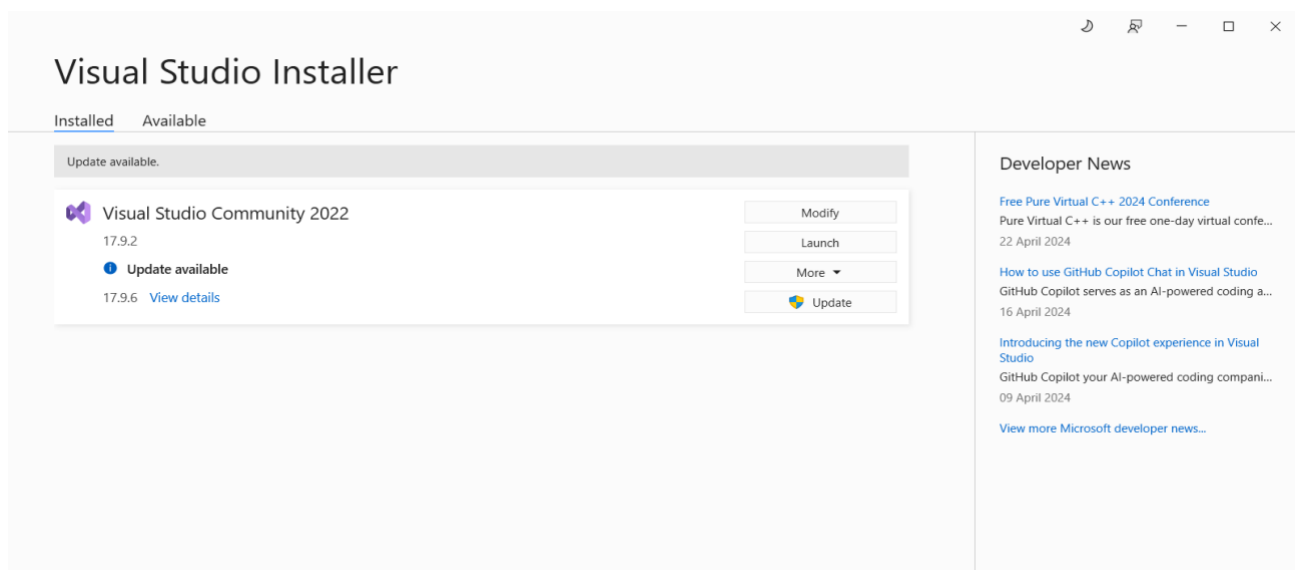 Visual Studio Installer
Installed Available
Update available.
Visual Studio Community 2022
17.9.2
Update available
17.9.6 View details
Modify
Launch
More
Update
Developer News
Free Pure Virtual C++ 2024 Conference
Pure Virtual C++ is our free one-day virtual confe...
22 April 2024
How to use GitHub Copilot Chat in Visual Studio
GitHub Copilot serves as an AI-powered coding a...
16 April 2024
Introducing the new Copilot experience in Visual
Studio
GitHub Copilot your AI-powered coding compani...
09 April 2024
View more Microsoft developer news...